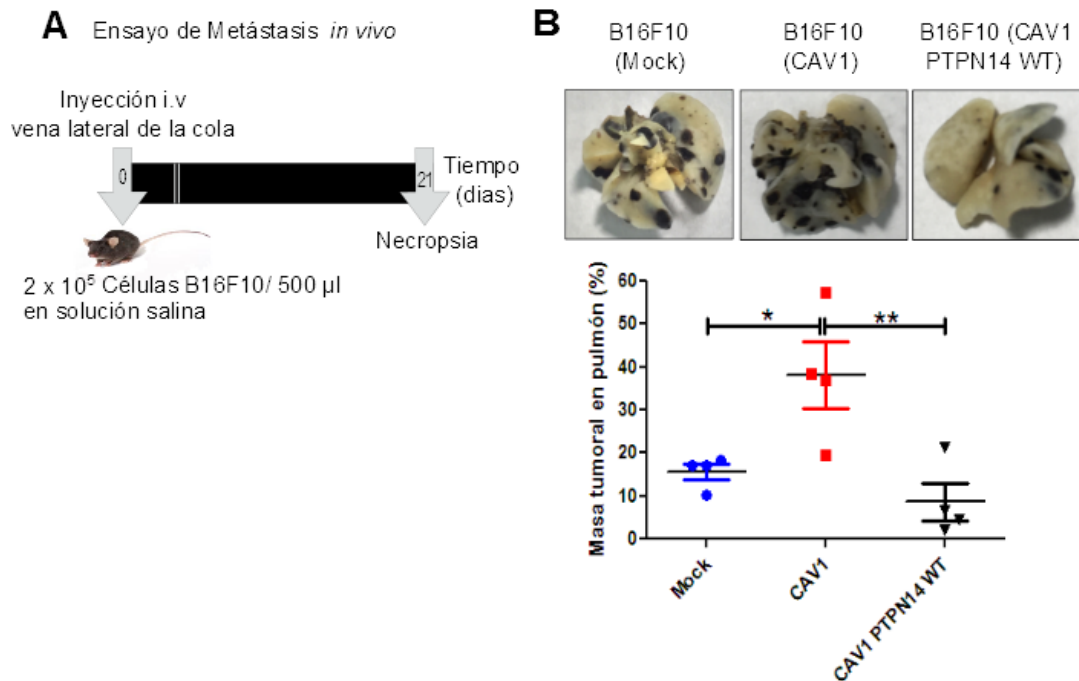 A Ensayo de Metástasis in vivo
Inyección i.v
vena lateral de la cola
0
21
Tiempo
(dias)
Necropsia
2 x 10⁵ Células B16F10/ 500 µl
en solución salina
B
B16F10
(Mock)
B16F10
(CAV1)
B16F10 (CAV1
PTPN14 WT)
Masa tumoral en pulmón (%)
60
50
40
30
20
10
0
*
**
Mock
CAV1
CAV1 PTPN14 WT